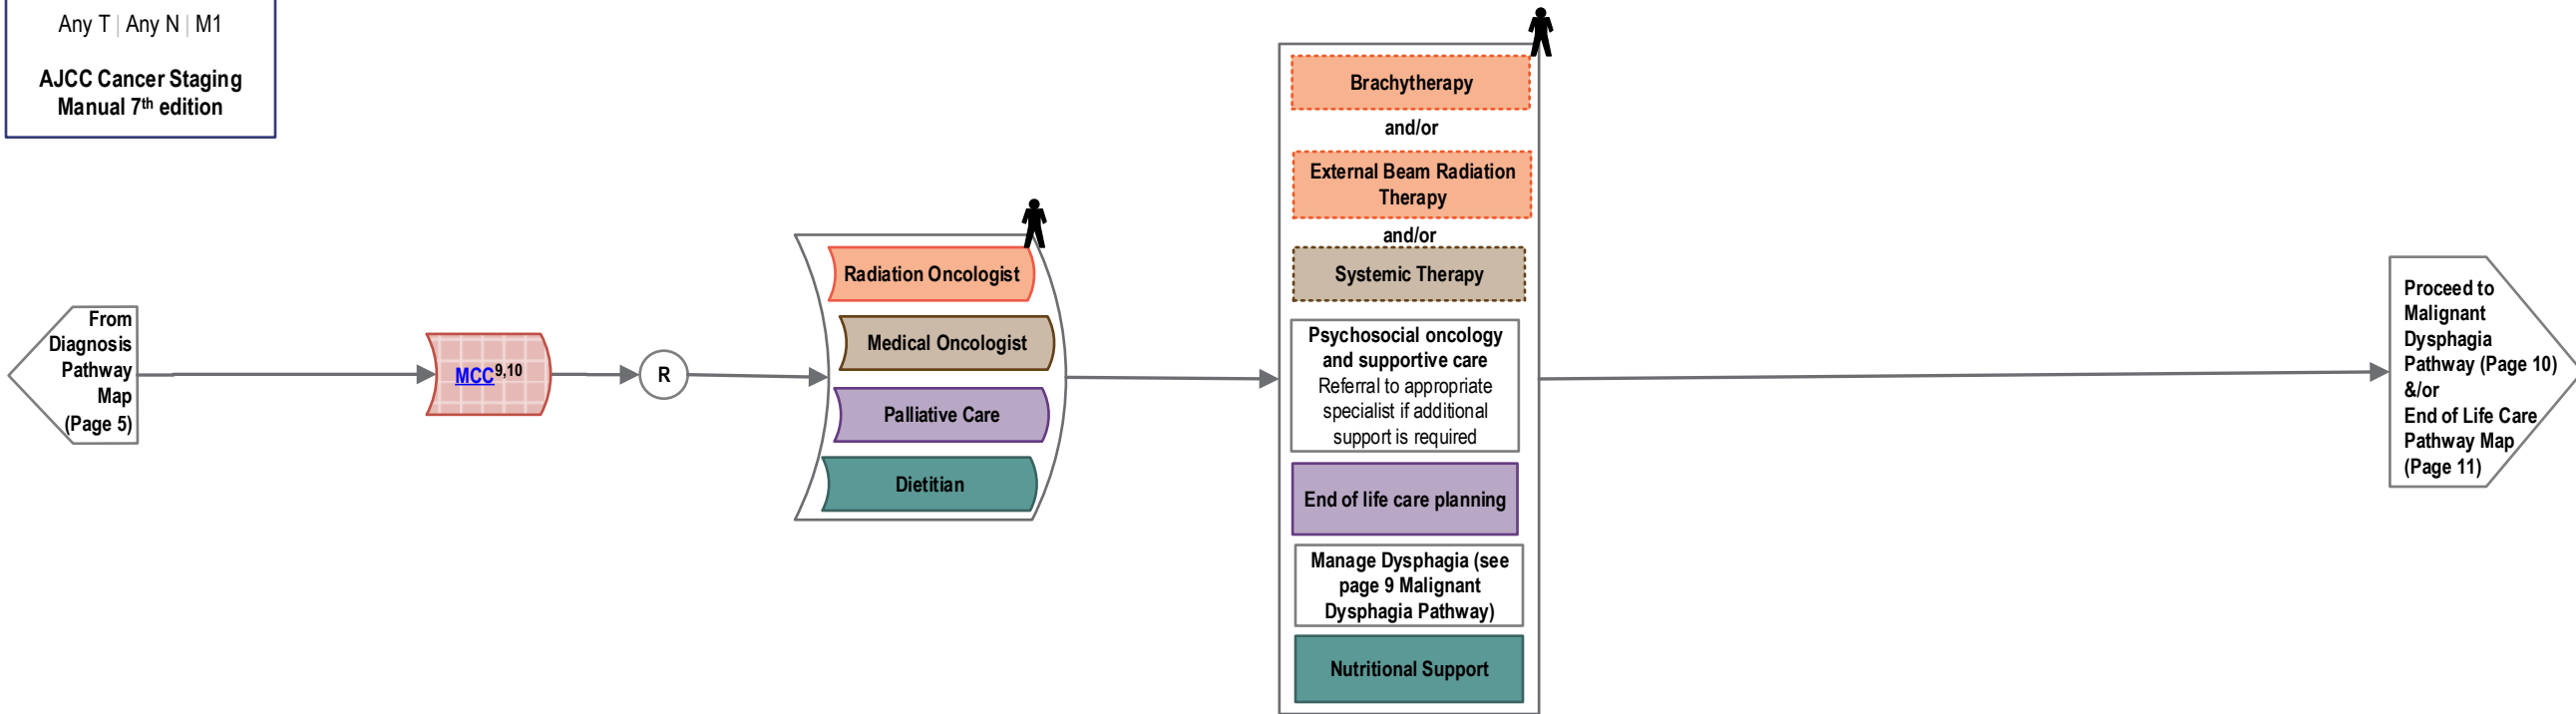 Any T | Any N | M1
AJCC Cancer Staging
Manual 7th edition
From
Diagnosis
Pathway
Map
(Page 5)
MCC9,10
R
Radiation Oncologist
Medical Oncologist
Palliative Care
Dietitian
Brachytherapy
and/or
External Beam Radiation
Therapy
and/or
Systemic Therapy
Psychosocial oncology
and supportive care
Referral to appropriate
specialist if additional
support is required
End of life care planning
Manage Dysphagia (see
page 9 Malignant
Dysphagia Pathway)
Nutritional Support
Proceed to
Malignant
Dysphagia
Pathway (Page 10)
&/or
End of Life Care
Pathway Map
(Page 11)